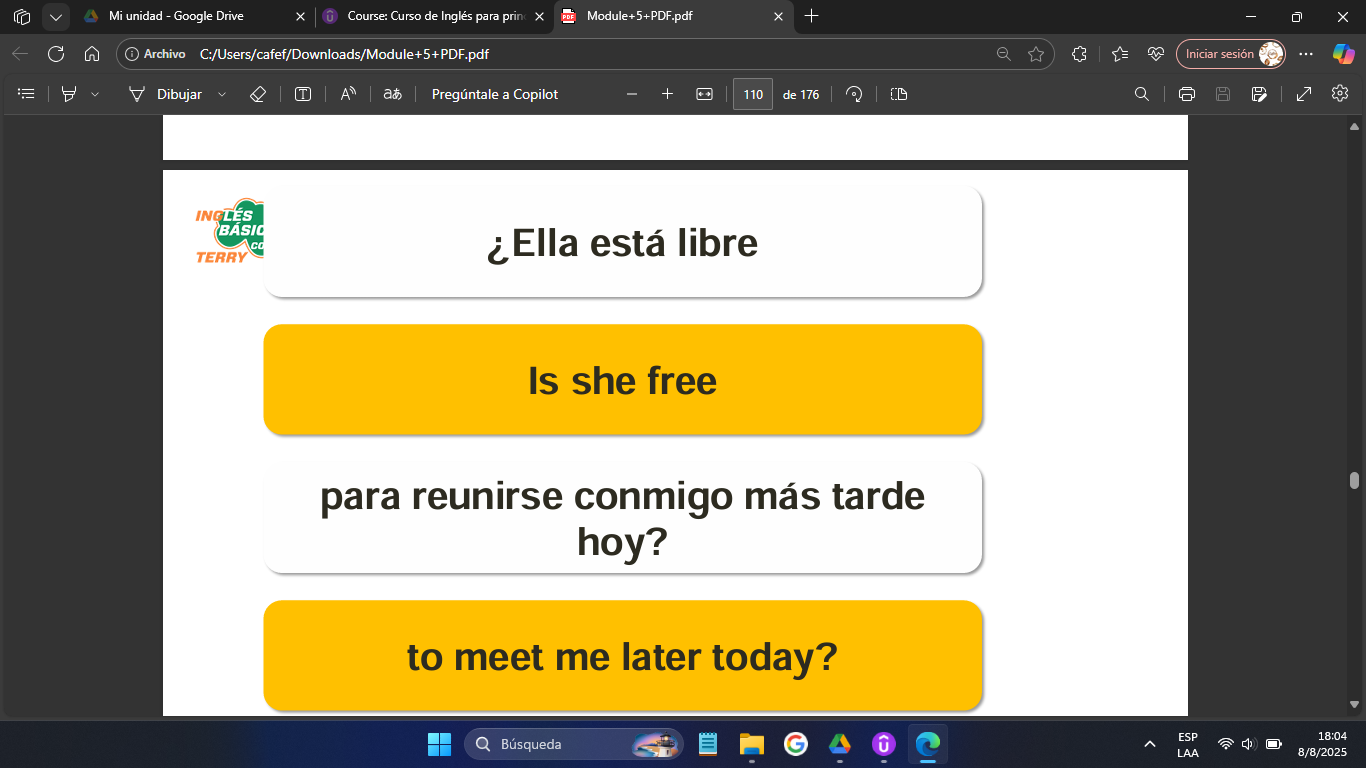 Mi unidad - Google Drive
Course: Curso de Inglés para prin
Module+5+PDF.pdf
Archivo
C:/Users/cafef/Downloads/Module+5+PDF.pdf
Iniciar sesión
Dibujar
Pregúntale a Copilot
110
de 176
INGLÉS
BÁSIC
CO
TERRY
¿Ella está libre
Is she free
para reunirse conmigo más tarde
hoy?
to meet me later today?
Búsqueda
ESP
LAA
18:04
8/8/2025